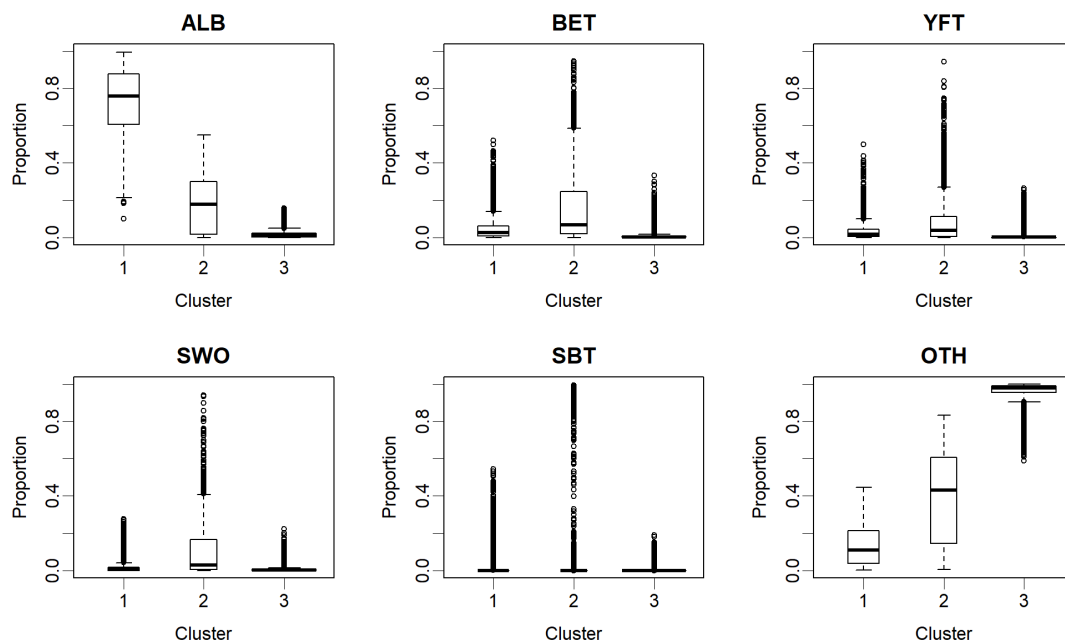 ALB
Proportion
0.0 0.4 0.8
1 2 3
Cluster
BET
Proportion
0.0 0.4 0.8
1 2 3
Cluster
YFT
Proportion
0.0 0.4 0.8
1 2 3
Cluster
SWO
Proportion
0.0 0.4 0.8
1 2 3
Cluster
SBT
Proportion
0.0 0.4 0.8
1 2 3
Cluster
OTH
Proportion
0.0 0.4 0.8
1 2 3
Cluster